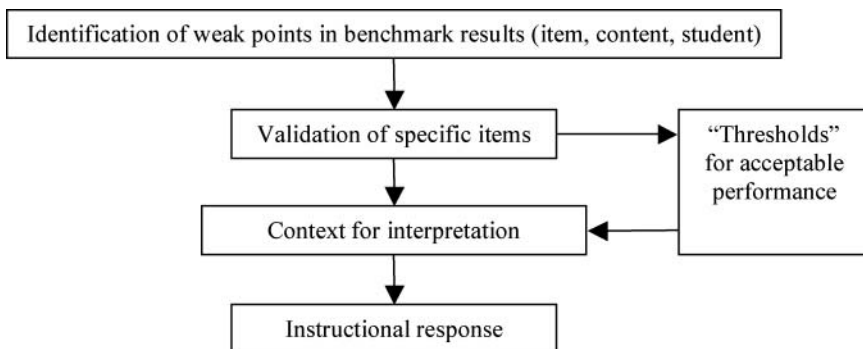 Identification of weak points in benchmark results (item, content, student)
Validation of specific items
“Thresholds”
for acceptable
performance
Context for interpretation
Instructional response